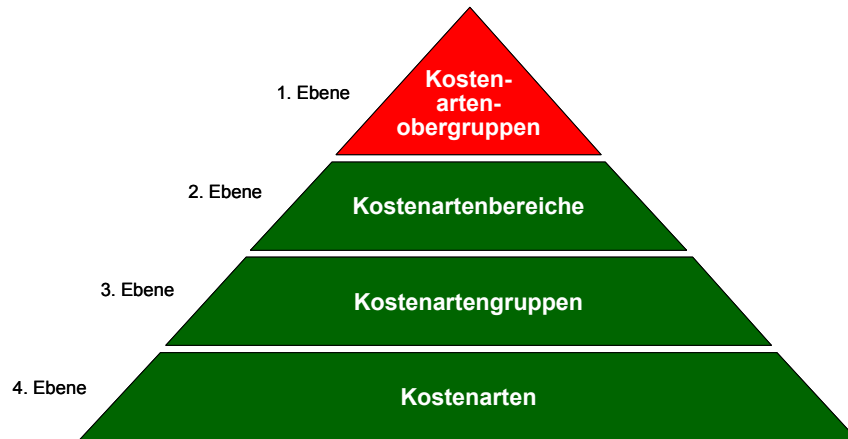 1. Ebene
Kosten-
arten-
obergruppen
2. Ebene
Kostenartenbereiche
3. Ebene
Kostenartengruppen
4. Ebene
Kostenarten